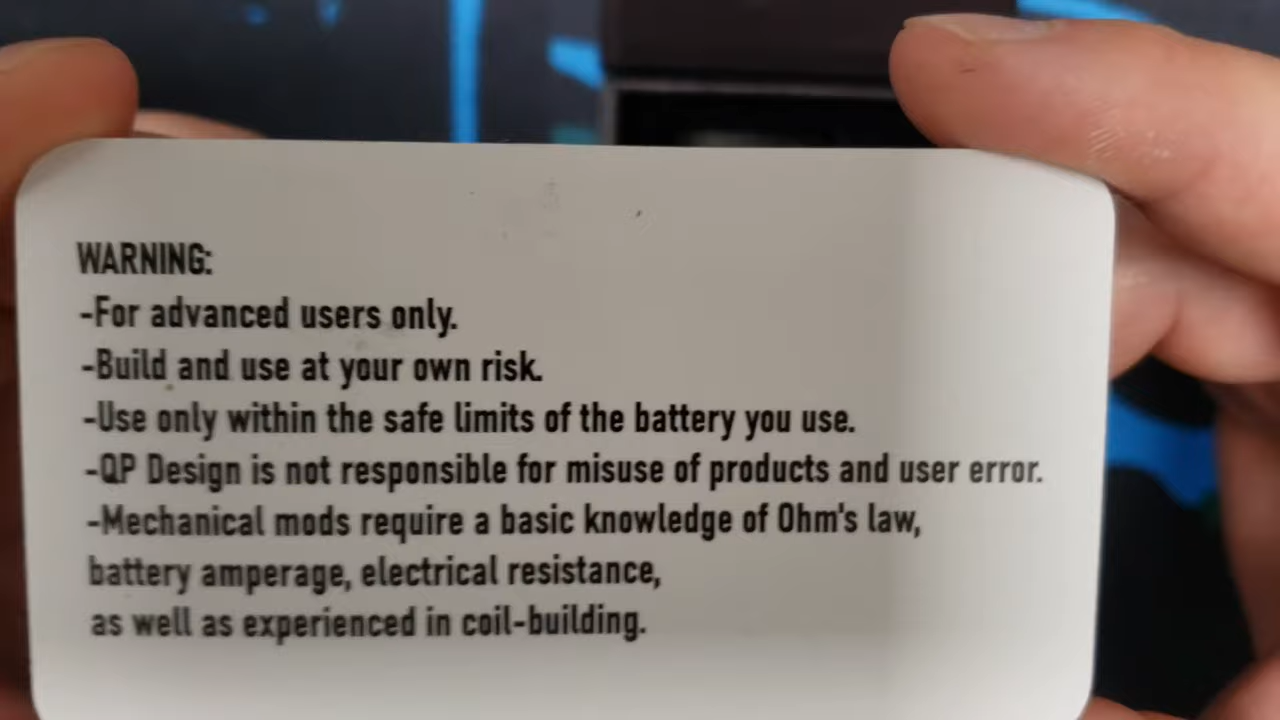 WARNING:
-For advanced users only.
-Build and use at your own risk.
-Use only within the safe limits of the battery you use.
-QP Design is not responsible for misuse of products and user error.
-Mechanical mods require a basic knowledge of Ohm's law,
battery amperage, electrical resistance,
as well as experienced in coil-building.